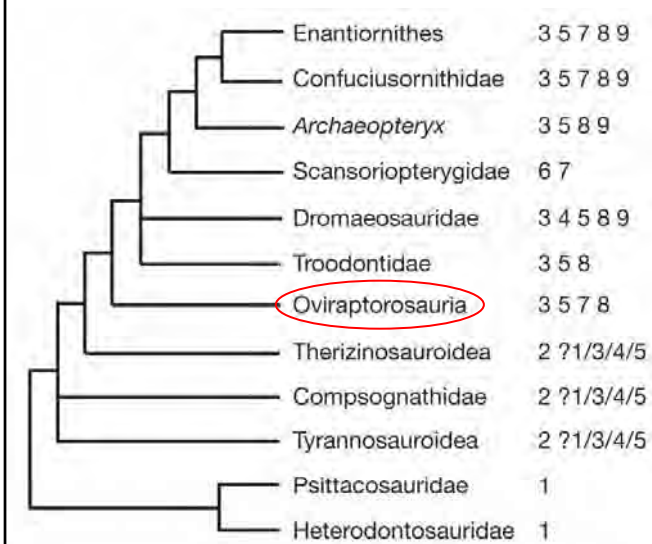 Enantiornithes 3 5 7 8 9
Confuciusornithidae 3 5 7 8 9
Archaeopteryx 3 5 8 9
Scansoriopterygidae 6 7
Dromaeosauridae 3 4 5 8 9
Troodontidae 3 5 8
Oviraptorosauria 3 5 7 8
Therizinosauroidea 2 ?1/3/4/5
Compsognathidae 2 ?1/3/4/5
Tyrannosauroidea 2 ?1/3/4/5
Psittacosauridae 1
Heterodontosauridae 1